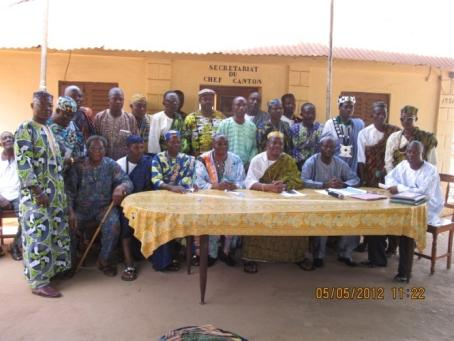 SECRETARIAT
DU
CHEF CANTON
05/05/2012 11:22